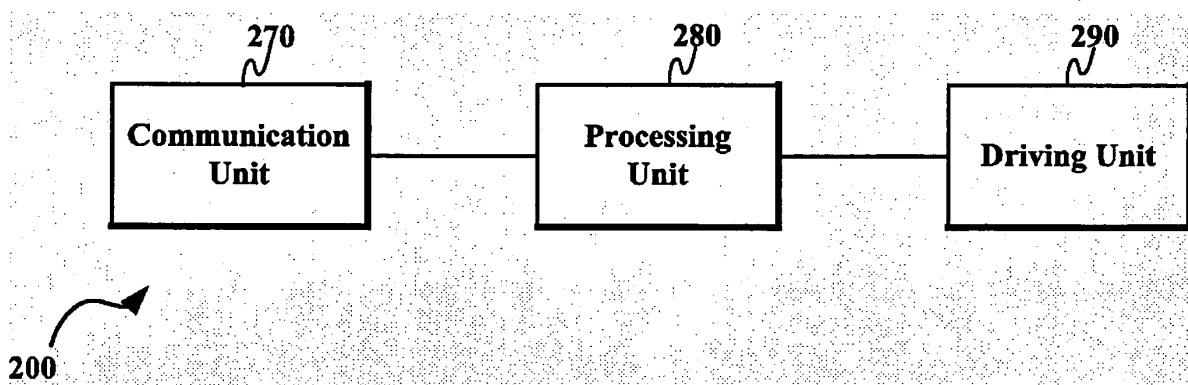 270
280
290
Communication
Unit
Processing
Unit
Driving Unit
200